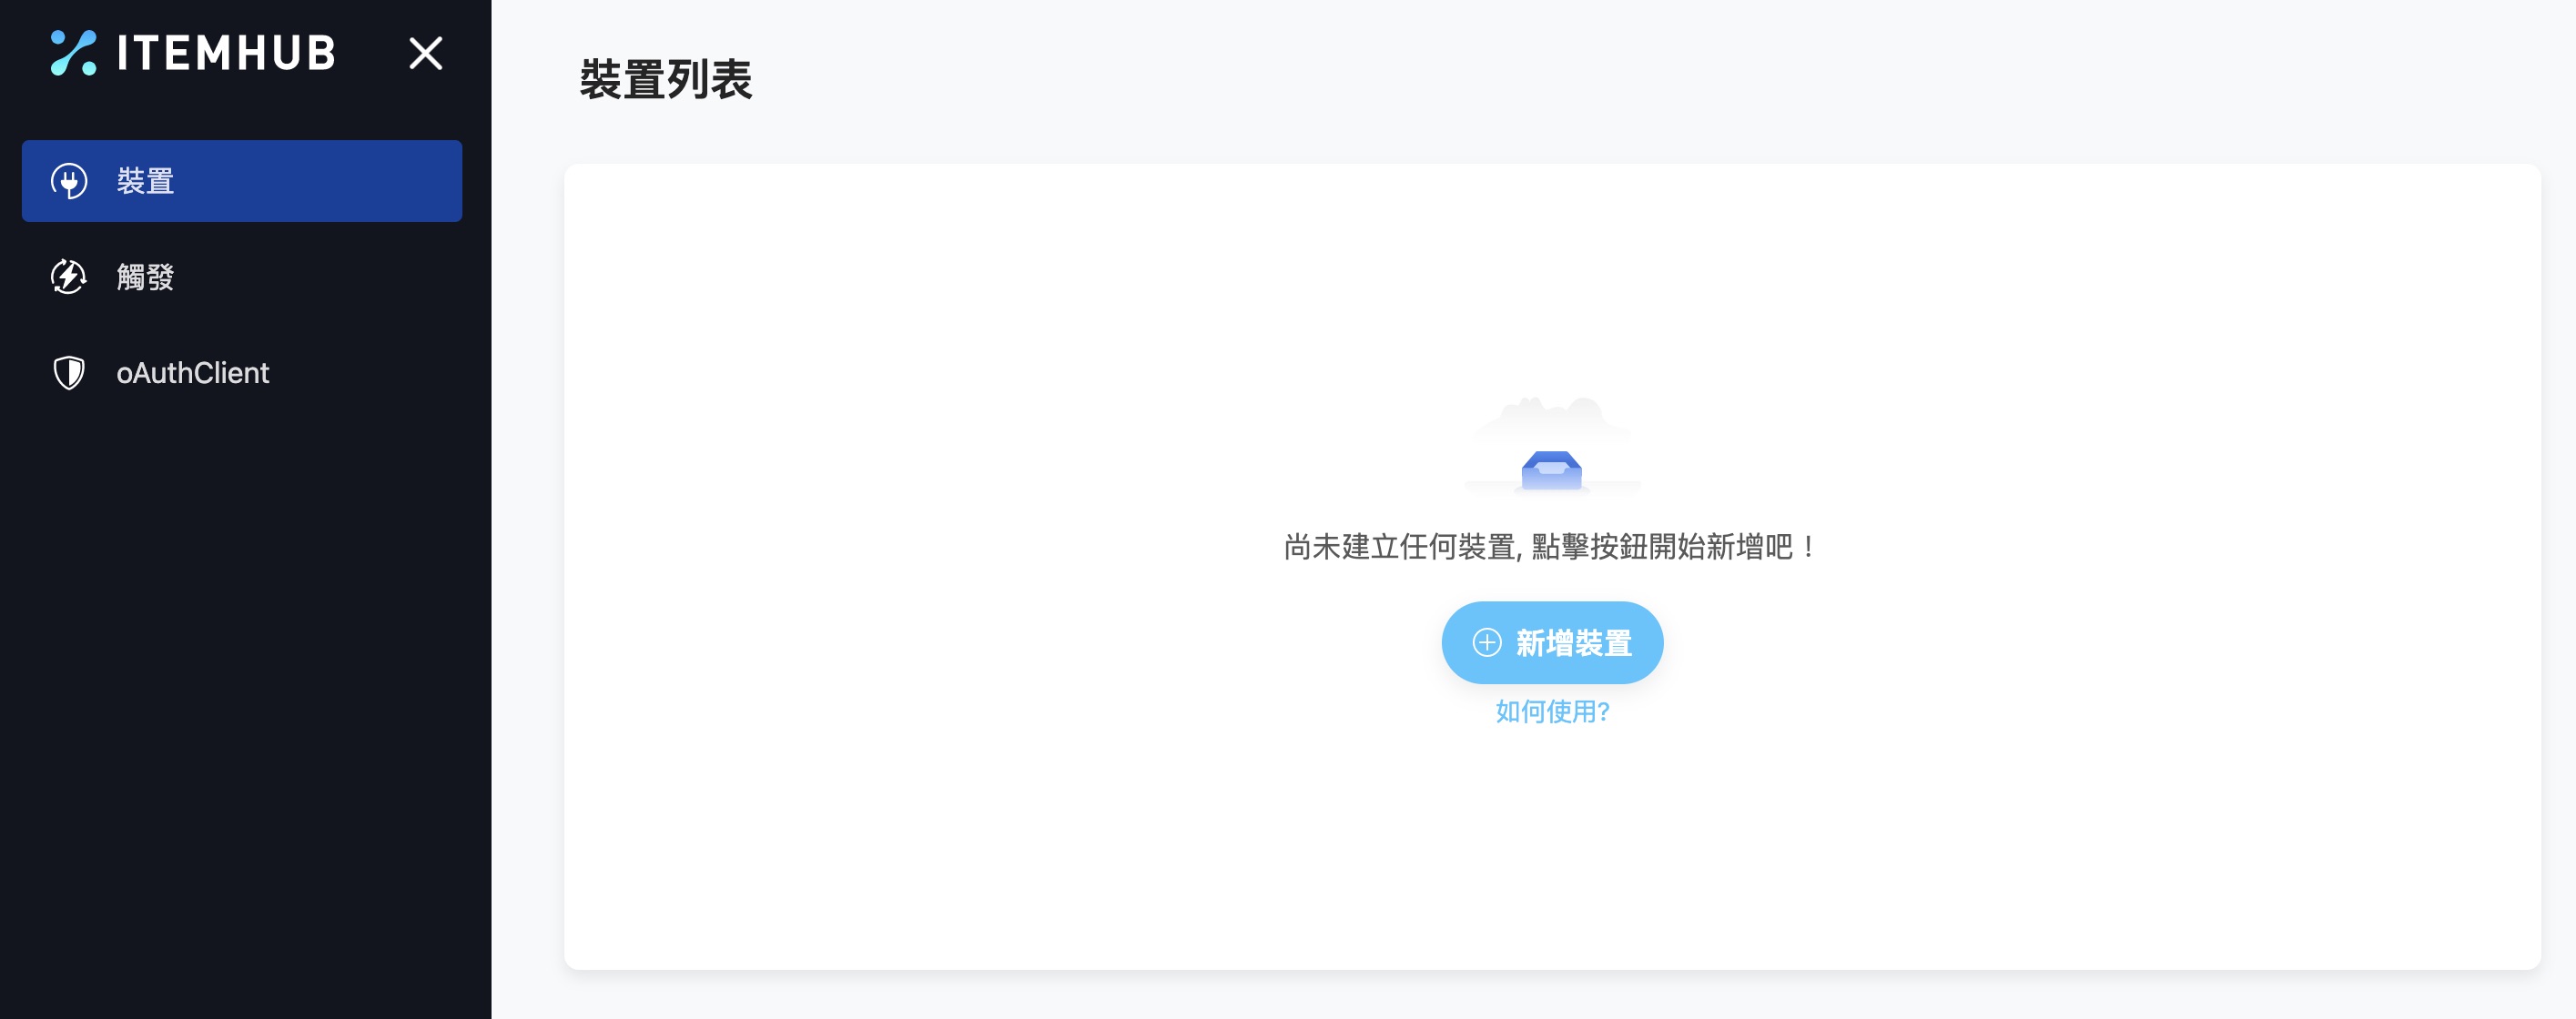 ITEMHUB
裝置
觸發
oAuthClient
裝置列表
尚未建立任何裝置, 點擊按鈕開始新增吧！
新增裝置
如何使用?